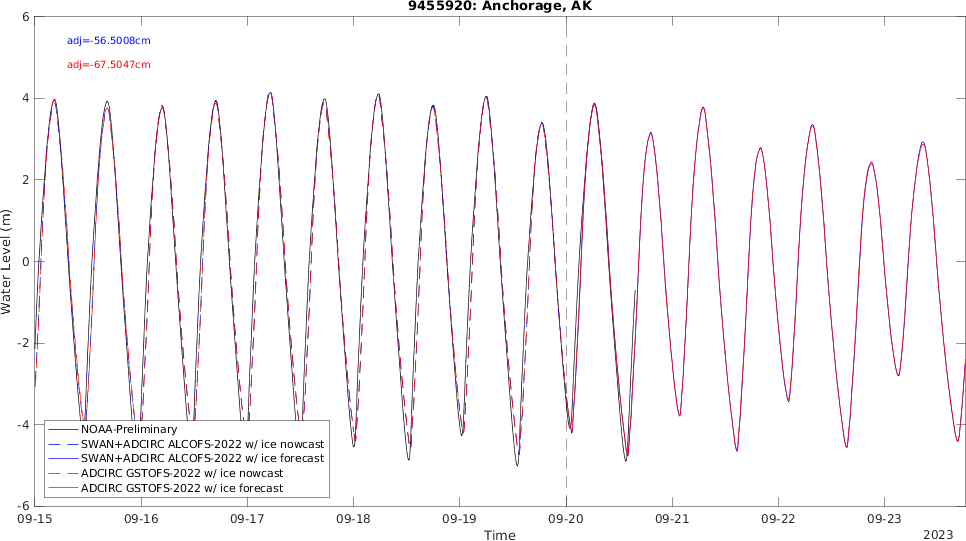 9455920: Anchorage, AK
6
adj=-56.5008cm
adj=-67.5047cm
4
2
0
-2
-4
-6
Water Level (m)
NOAA-Preliminary
SWAN+ADCIRC ALCOFS-2022 w/ ice nowcast
SWAN+ADCIRC ALCOFS-2022 w/ ice forecast
ADCIRC GSTOFS-2022 w/ ice nowcast
ADCIRC GSTOFS-2022 w/ ice forecast
09-15 09-16 09-17 09-18 09-19 09-20 09-21 09-22 09-23
Time
2023